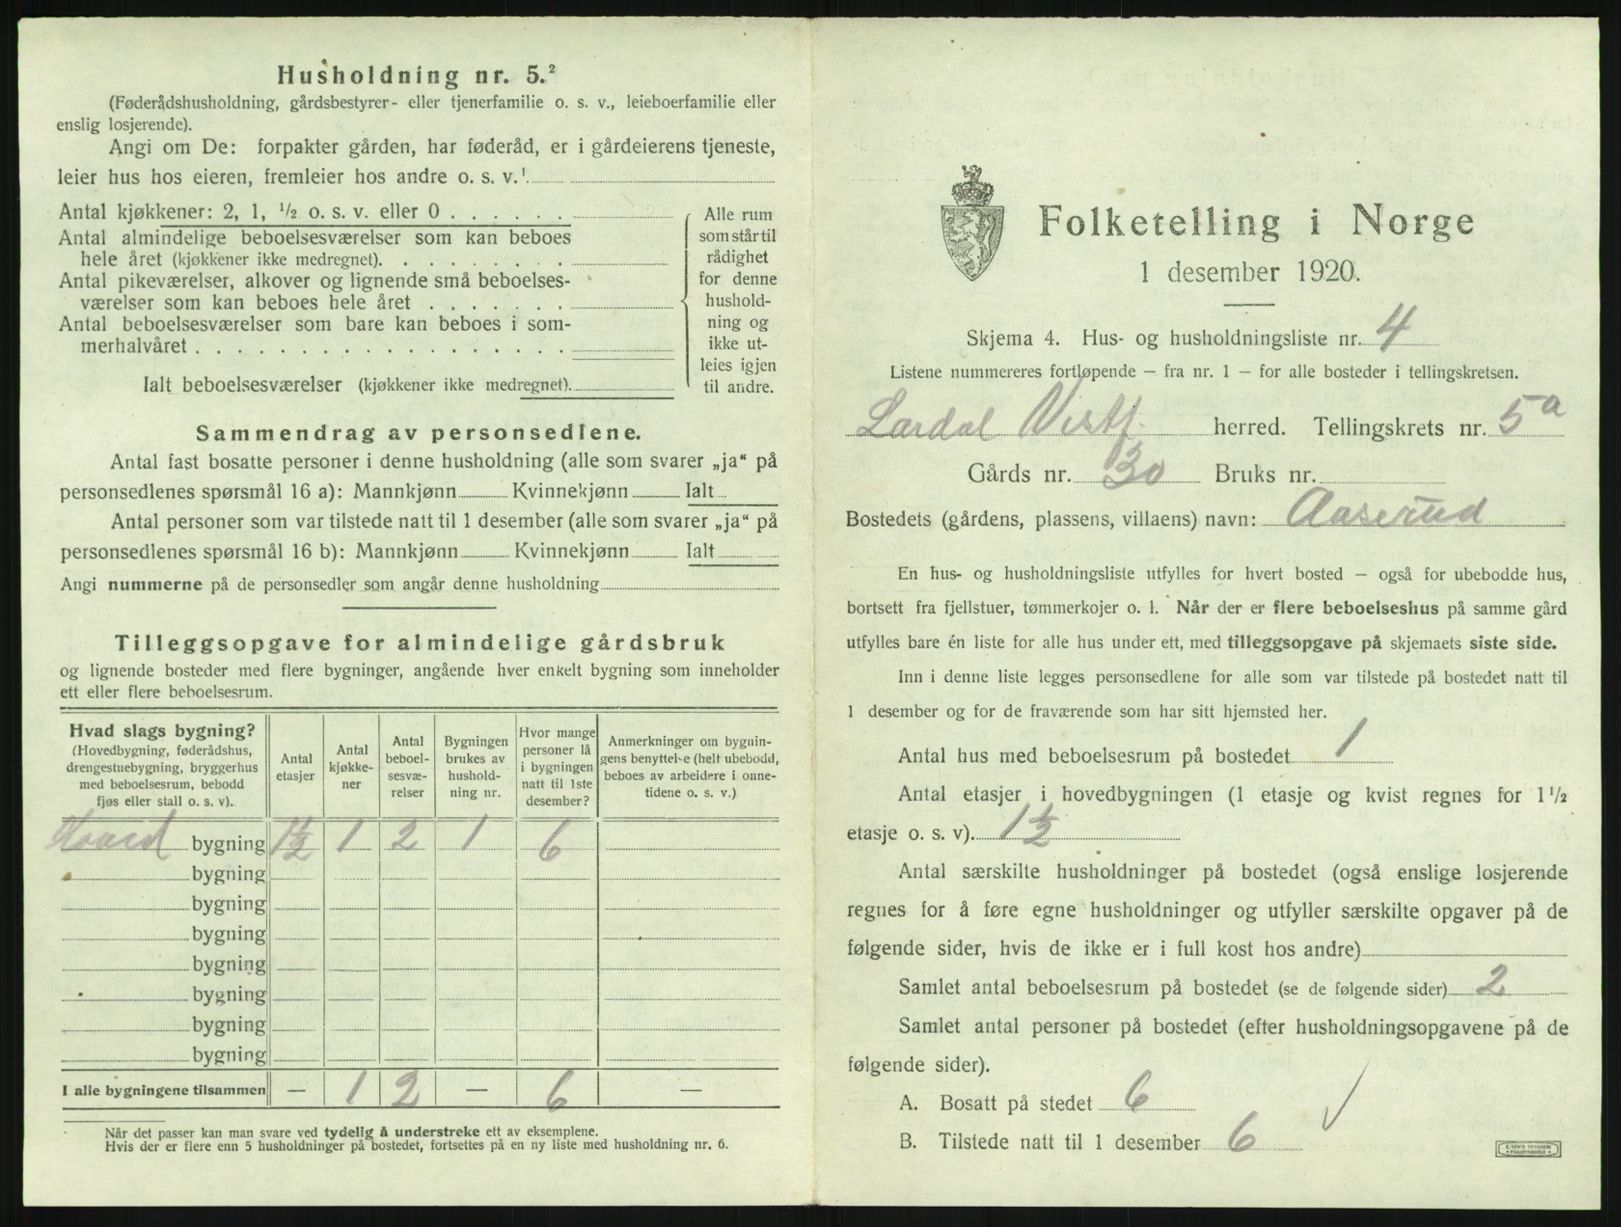 Husholdning nr. 5.²
(Føderådshusholdning, gårdsbestyrer- eller tjenerfamilie o. s. v., leieboerfamilie eller
enslig losjerende).
Angi om De: forpakter gården, har føderåd, er i gårdeierens tjeneste,
leier hus hos eieren, fremleier hos andre o. s. v.¹
Antal kjøkkener: 2, 1, ½ o. s. v. eller 0 . . . . . .
Antal almindelige beboelsesværelser som kan beboes
hele året (kjøkkener ikke medregnet). . . . . . . . .
Antal pikeværelser, alkover og lignende små beboelses-
værelser som kan beboes hele året . . . . . . .
Antal beboelsesværelser som bare kan beboes i som-
merhalvåret . . . . . . . . . . . . . . . . . .
Ialt beboelsesværelser (kjøkkener ikke medregnet).
Alle rum
som står til
rådighet
for denne
hushold-
ning og
ikke ut-
leies igjen
til andre.
Sammendrag av personsedlene.
Antal fast bosatte personer i denne husholdning (alle som svarer „ja“ på
personsedlenes spørsmål 16 a): Mannkjønn Kvinnekjønn Ialt
Antal personer som var tilstede natt til 1 desember (alle som svarer „ja“ på
personsedlenes spørsmål 16 b): Mannkjønn Kvinnekjønn Ialt
Angi nummerne på de personsedler som angår denne husholdning
Tilleggsopgave for almindelige gårdsbruk
og lignende bosteder med flere bygninger, angående hver enkelt bygning som inneholder
ett eller flere beboelsesrum.
Hvad slags bygning?
(Hovedbygning, føderådshus,
drengestuebygning, bryggerhus
med beboelsesrum, bebodd
fjøs eller stall o. s. v).
Antal
etasjer
Antal
kjøkke-
ner
Antal
beboel-
sesvæ-
relser
Bygningen
brukes av
hushold-
ning nr.
Hvor mange
personer lå
i bygningen
natt til 1ste
desember?
Anmerkninger om bygnin-
gens benyttelse (helt ubebodd,
beboes av arbeidere i onne-
tidene o. s. v.)
bygning 1½ 1 2 1 6
bygning
bygning
bygning
bygning
bygning
bygning
bygning
I alle bygningene tilsammen — 1 2 — 6 —
Når det passer kan man svare ved tydelig å understreke ett av eksemplene.
Hvis der er flere enn 5 husholdninger på bostedet, fortsettes på en ny liste med husholdning nr. 6.
Folketelling i Norge
1 desember 1920.
Skjema 4. Hus- og husholdningsliste nr. 4
Listene nummereres fortløpende – fra nr. 1 – for alle bosteder i tellingskretsen.
Lardal Vestf. herred. Tellingskrets nr. 5a
Gårds nr. 130 Bruks nr.
Bostedets (gårdens, plassens, villaens) navn: Aaserud
En hus- og husholdningsliste utfylles for hvert bosted – også for ubebodde hus,
bortsett fra fjellstuer, tømmerkojer o. l. Når der er flere beboelseshus på samme gård
utfylles bare én liste for alle hus under ett, med tilleggsopgave på skjemaets siste side.
Inn i denne liste legges personsedlene for alle som var tilstede på bostedet natt til
1 desember og for de fraværende som har sitt hjemsted her.
Antal hus med beboelsesrum på bostedet 1
Antal etasjer i hovedbygningen (1 etasje og kvist regnes for 1½
etasje o. s. v). 1½
Antal særskilte husholdninger på bostedet (også enslige losjerende
regnes for å føre egne husholdninger og utfyller særskilte opgaver på de
følgende sider, hvis de ikke er i full kost hos andre)
Samlet antal beboelsesrum på bostedet (se de følgende sider) 2
Samlet antal personer på bostedet (efter husholdningsopgavene på de
følgende sider).
A. Bosatt på stedet 6
B. Tilstede natt til 1 desember 6